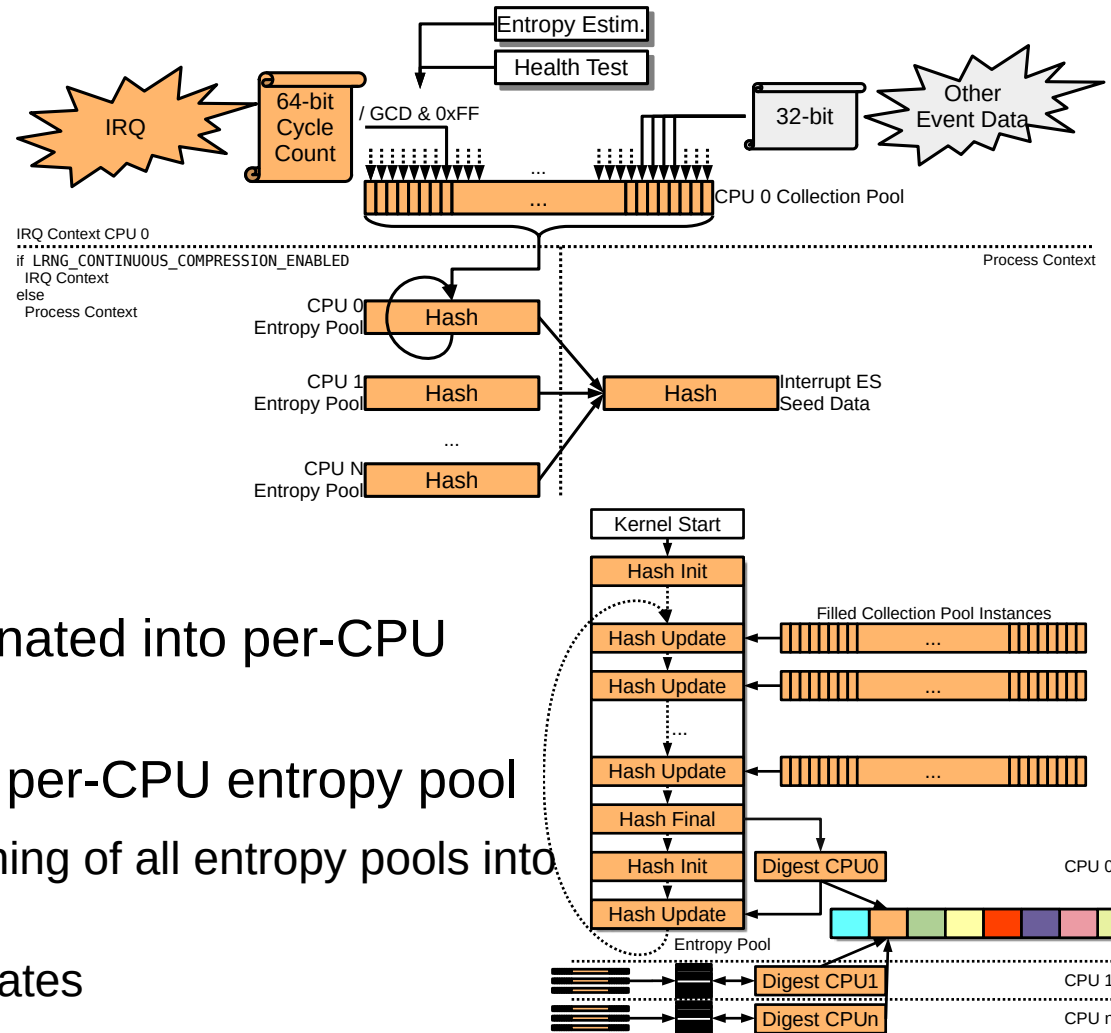 Entropy Estim.
Health Test
IRQ
64-bit
Cycle
Count
/ GCD & 0xFF
32-bit
Other
Event Data
...
...
CPU 0 Collection Pool
IRQ Context CPU 0
if LRNG_CONTINUOUS_COMPRESSION_ENABLED
IRQ Context
else
Process Context
Process Context
CPU 0
Entropy Pool
Hash
CPU 1
Entropy Pool
Hash
Hash
Interrupt ES
Seed Data
...
CPU N
Entropy Pool
Hash
Kernel Start
Hash Init
Filled Collection Pool Instances
Hash Update
...
Hash Update
...
...
Hash Update
...
Hash Final
Hash Init
Digest CPU0
CPU 0
Hash Update
Entropy Pool
Digest CPU1
CPU 1
Digest CPUn
CPU n
nated into per-CPU
per-CPU entropy pool
ning of all entropy pools into
ates